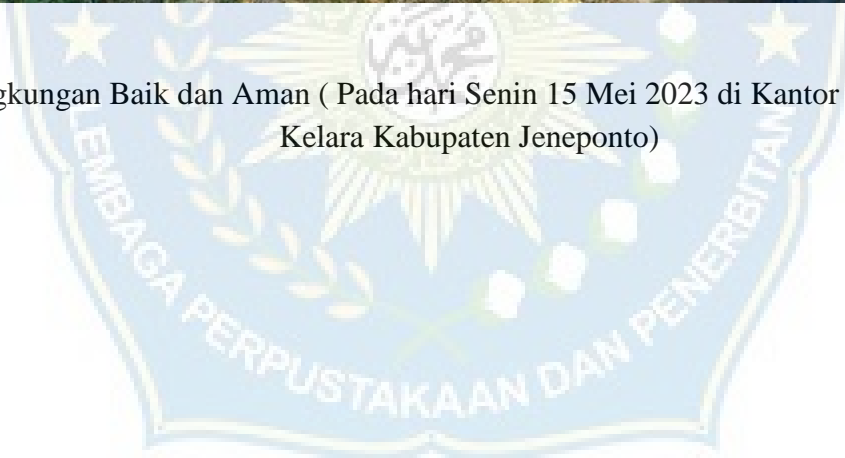 gkungan Baik dan Aman ( Pada hari Senin 15 Mei 2023 di Kantor
Kelara Kabupaten Jeneponto)
LEMBAGA PERPUSTAKAAN DAN PENERBITAN